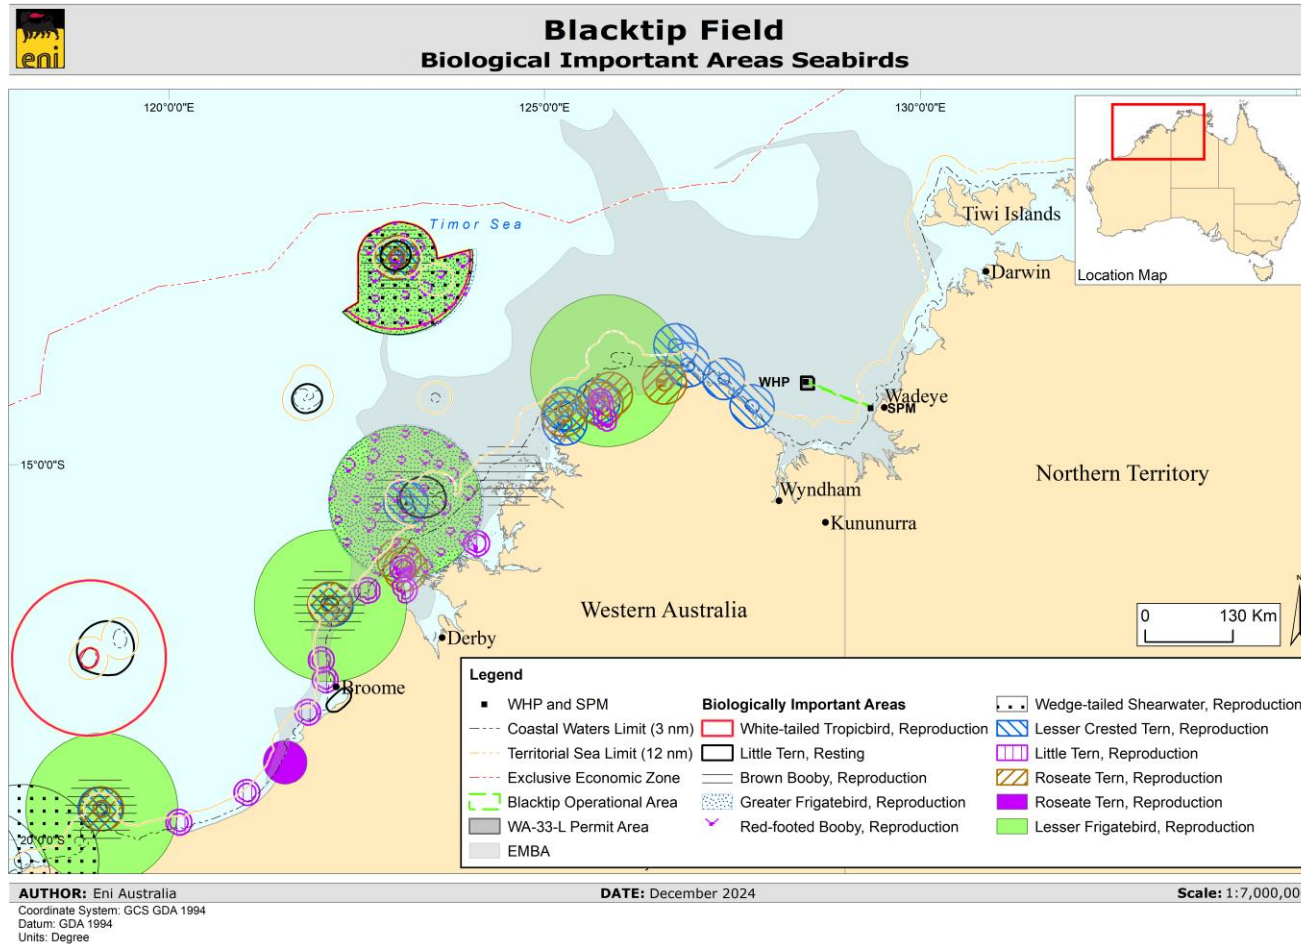 eni
Blacktip Field
Biological Important Areas Seabirds
120°0'0"E
125°0'0"E
130°0'0"E
Timor Sea
Tiwi Islands
Darwin
Location Map
WHP
Wadeye
SPM
15°0'0"S
Northern Territory
Wyndham
Kununurra
Western Australia
0 130 Km
N
Derby
Broome
20°0'0"S
Legend
WHP and SPM
Coastal Waters Limit (3 nm)
Territorial Sea Limit (12 nm)
Exclusive Economic Zone
Blacktip Operational Area
WA-33-L Permit Area
EMBA
Biologically Important Areas
White-tailed Tropicbird, Reproduction
Little Tern, Resting
Brown Booby, Reproduction
Greater Frigatebird, Reproduction
Red-footed Booby, Reproduction
Wedge-tailed Shearwater, Reproduction
Lesser Crested Tern, Reproduction
Little Tern, Reproduction
Roseate Tern, Reproduction
Roseate Tern, Reproduction
Lesser Frigatebird, Reproduction
AUTHOR: Eni Australia
DATE: December 2024
Scale: 1:7,000,00
Coordinate System: GCS GDA 1994
Datum: GDA 1994
Units: Degree